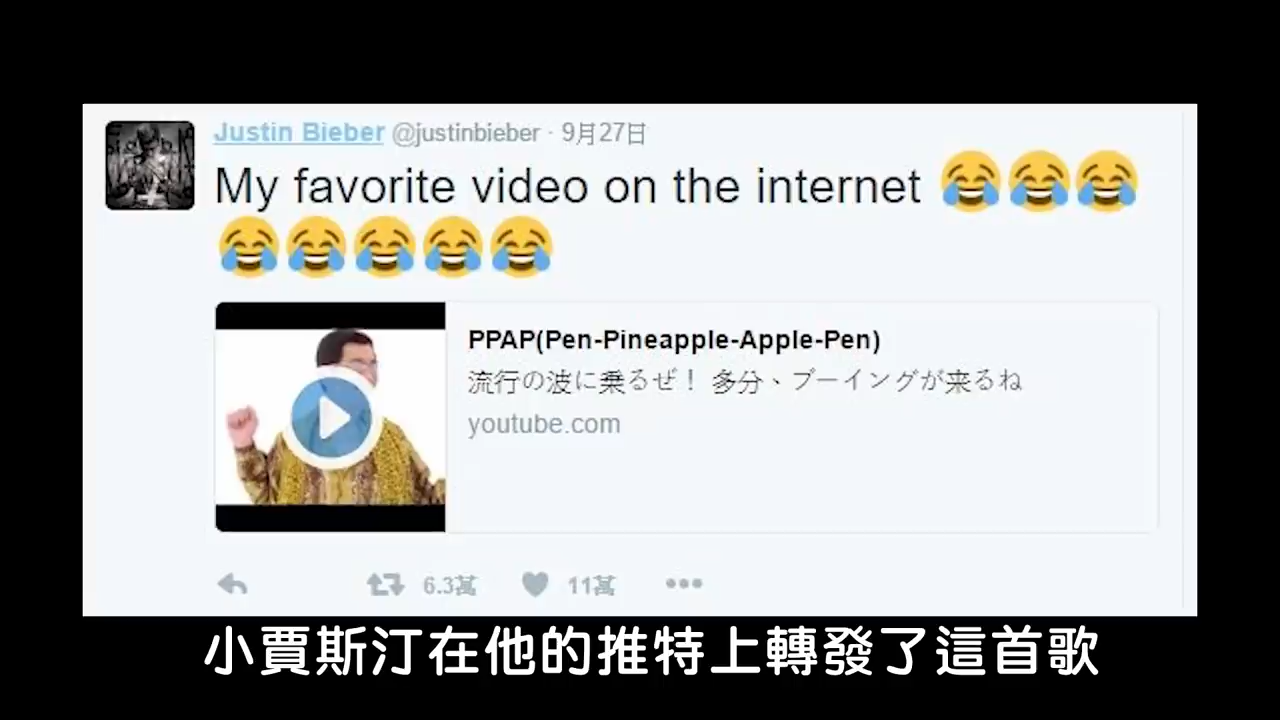 Justin Bieber @justinbieber · 9月27日
My favorite video on the internet 😂😂😂
😂😂😂😂😂
PPAP(Pen-Pineapple-Apple-Pen)
流行の波に乗るぜ！ 多分、ブーイングが来るね
youtube.com
6.3萬 11萬
小賈斯汀在他的推特上轉發了這首歌